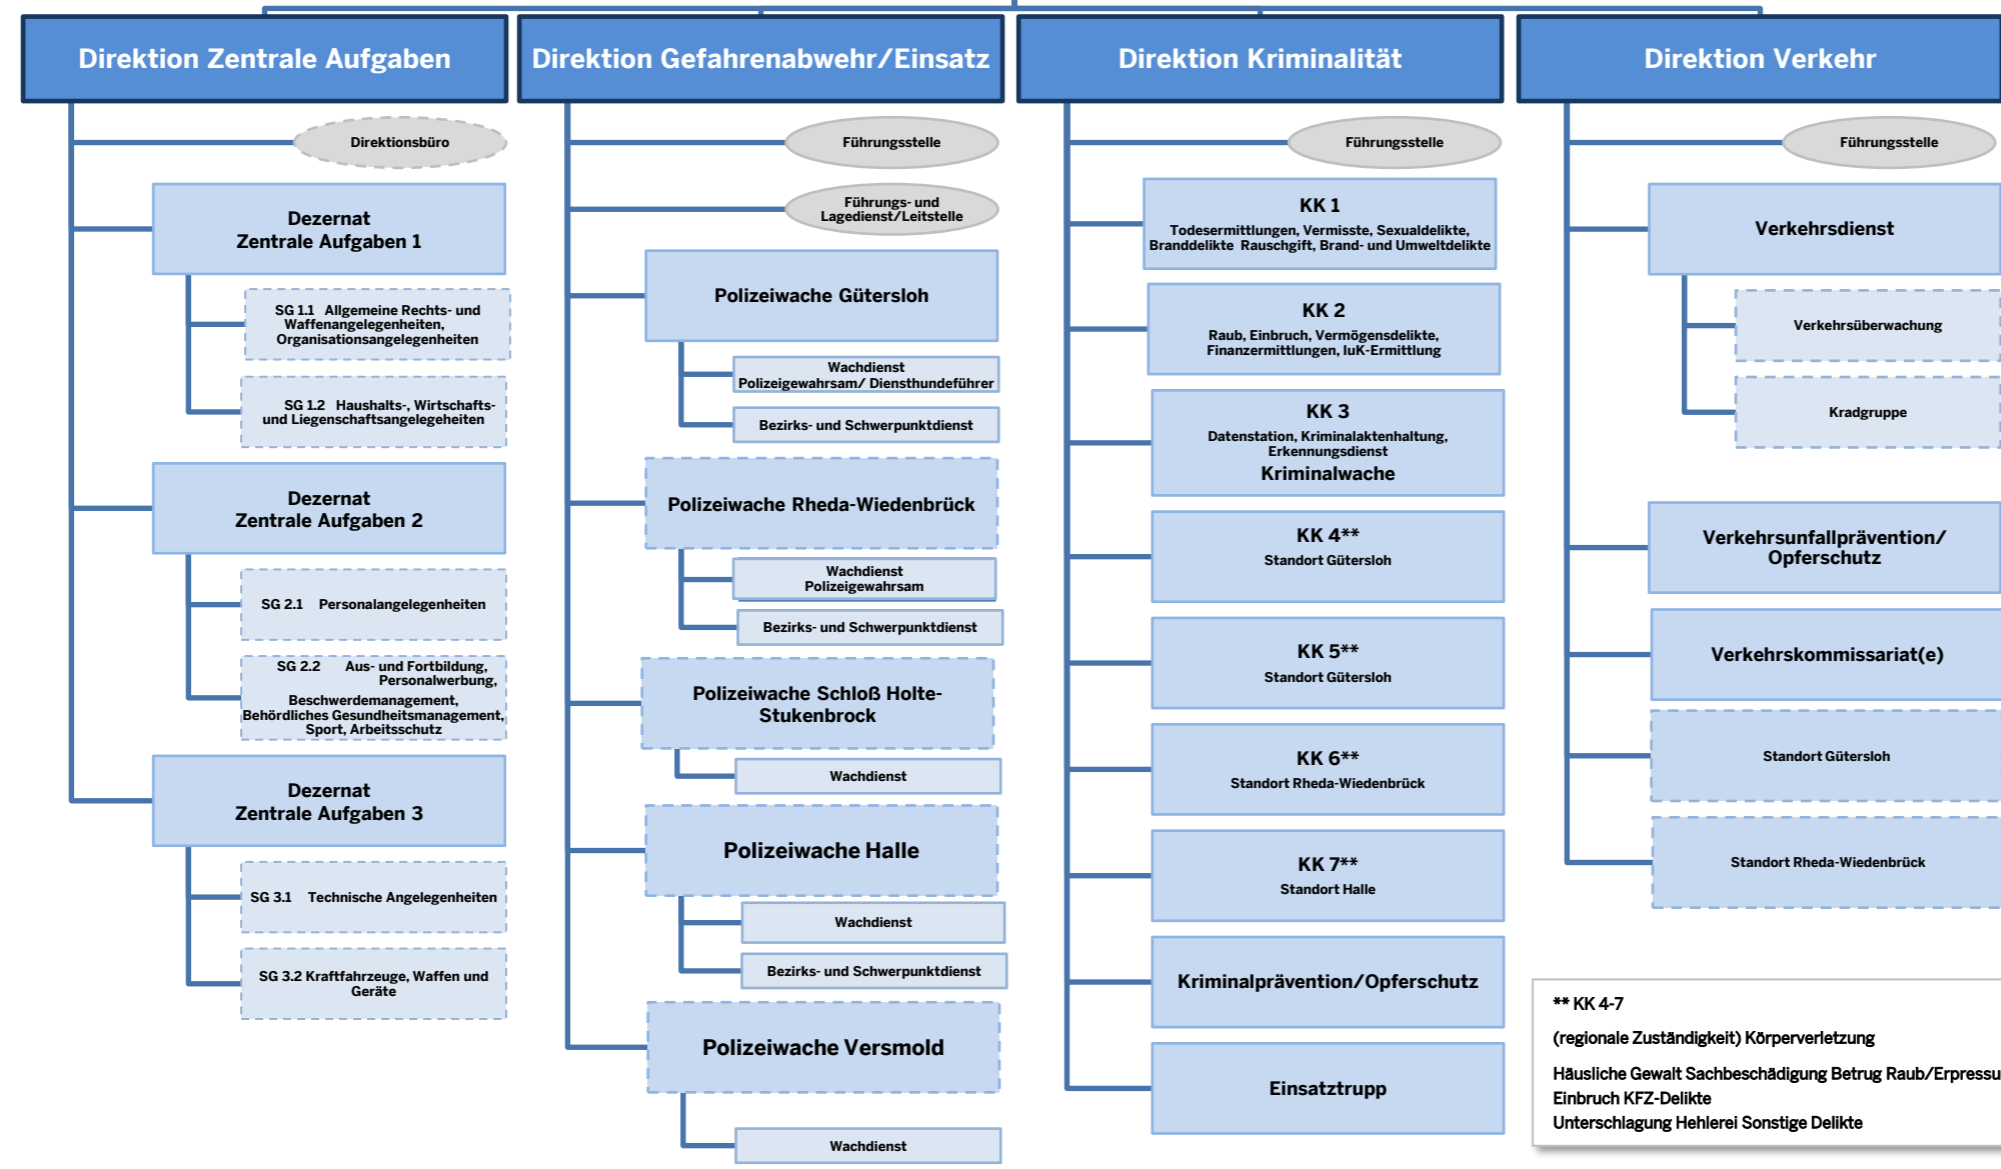 Direktion Zentrale Aufgaben
Direktionsbüro
Dezernat
Zentrale Aufgaben 1
SG 1.1 Allgemeine Rechts- und
Waffenangelegenheiten,
Organisationsangelegenheiten
SG 1.2 Haushalts-, Wirtschafts-
und Liegenschaftsangelegeheiten
Dezernat
Zentrale Aufgaben 2
SG 2.1 Personalangelegenheiten
SG 2.2 Aus- und Fortbildung,
Personalwerbung,
Beschwerdemanagement,
Behördliches Gesundheitsmanagement,
Sport, Arbeitsschutz
Dezernat
Zentrale Aufgaben 3
SG 3.1 Technische Angelegenheiten
SG 3.2 Kraftfahrzeuge, Waffen und
Geräte
Direktion Gefahrenabwehr/Einsatz
Führungsstelle
Führungs- und
Lagedienst/Leitstelle
Polizeiwache Gütersloh
Wachdienst
Polizeigewahrsam/ Diensthundeführer
Bezirks- und Schwerpunktdienst
Polizeiwache Rheda-Wiedenbrück
Wachdienst
Polizeigewahrsam
Bezirks- und Schwerpunktdienst
Polizeiwache Schloß Holte-
Stukenbrock
Wachdienst
Polizeiwache Halle
Wachdienst
Bezirks- und Schwerpunktdienst
Polizeiwache Versmold
Wachdienst
Direktion Kriminalität
Führungsstelle
KK 1
Todesermittlungen, Vermisste, Sexualdelikte,
Branddelikte Rauschgift, Brand- und Umweltdelikte
KK 2
Raub, Einbruch, Vermögensdelikte,
Finanzermittlungen, IuK-Ermittlung
KK 3
Datenstation, Kriminalaktenhaltung,
Erkennungsdienst
Kriminalwache
KK 4**
Standort Gütersloh
KK 5**
Standort Gütersloh
KK 6**
Standort Rheda-Wiedenbrück
KK 7**
Standort Halle
Kriminalprävention/Opferschutz
Einsatztrupp
Direktion Verkehr
Führungsstelle
Verkehrsdienst
Verkehrsüberwachung
Kradgruppe
Verkehrsunfallprävention/
Opferschutz
Verkehrskommissariat(e)
Standort Gütersloh
Standort Rheda-Wiedenbrück
** KK 4-7
(regionale Zuständigkeit) Körperverletzung
Häusliche Gewalt Sachbeschädigung Betrug Raub/Erpressu
Einbruch KFZ-Delikte
Unterschlagung Hehlerei Sonstige Delikte